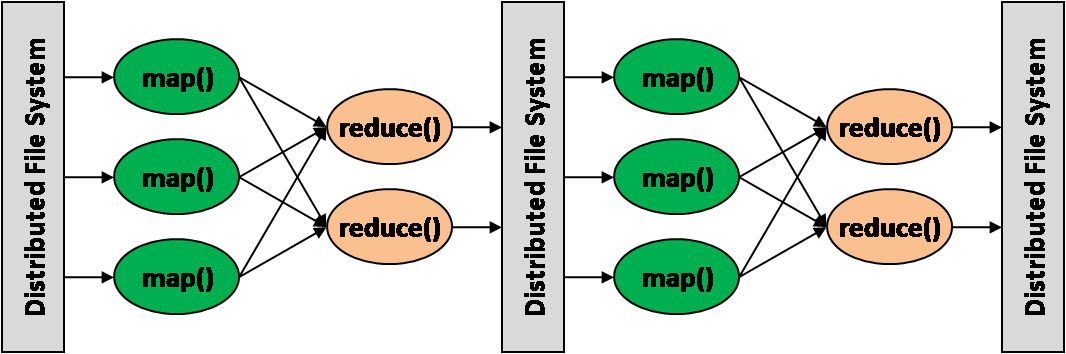 Distributed File System
map()
map()
map()
reduce()
reduce()
Distributed File System
map()
map()
map()
reduce()
reduce()
Distributed File System